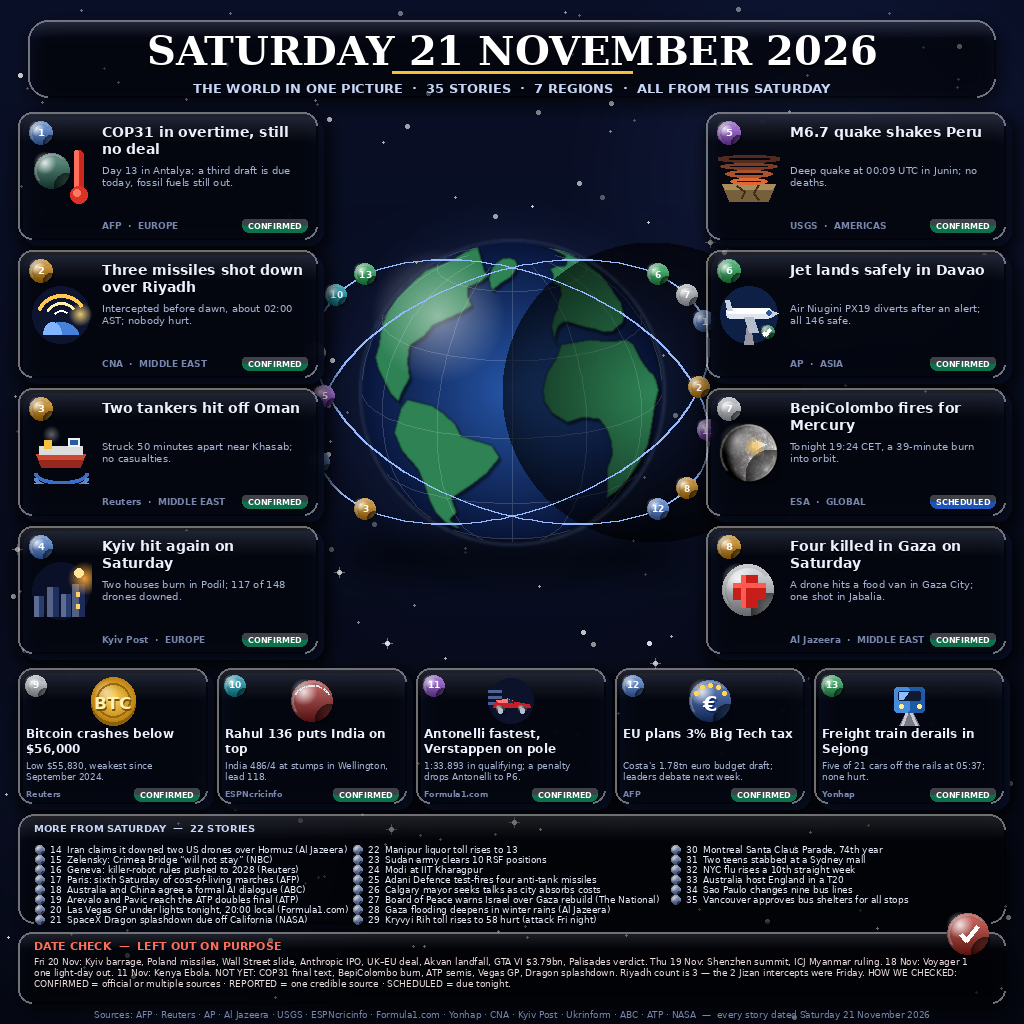 SATURDAY 21 NOVEMBER 2026
THE WORLD IN ONE PICTURE · 35 STORIES · 7 REGIONS · ALL FROM THIS SATURDAY
1
COP31 in overtime, still
no deal
Day 13 in Antalya; a third draft is due
today, fossil fuels still out.
AFP · EUROPE
CONFIRMED
2
Three missiles shot down
over Riyadh
Intercepted before dawn, about 02:00
AST; nobody hurt.
CNA · MIDDLE EAST
CONFIRMED
3
Two tankers hit off Oman
Struck 50 minutes apart near Khasab;
no casualties.
Reuters · MIDDLE EAST
CONFIRMED
4
Kyiv hit again on
Saturday
Two houses burn in Podil; 117 of 148
drones downed.
Kyiv Post · EUROPE
CONFIRMED
13
10
5
3
6
7
2
8
12
5
M6.7 quake shakes Peru
Deep quake at 00:09 UTC in Junin; no
deaths.
USGS · AMERICAS
CONFIRMED
6
Jet lands safely in Davao
Air Niugini PX19 diverts after an alert;
all 146 safe.
AP · ASIA
CONFIRMED
7
BepiColombo fires for
Mercury
Tonight 19:24 CET, a 39-minute burn
into orbit.
ESA · GLOBAL
SCHEDULED
8
Four killed in Gaza on
Saturday
A drone hits a food van in Gaza City;
one shot in Jabalia.
Al Jazeera · MIDDLE EAST
CONFIRMED
9
BTC
Bitcoin crashes below
$56,000
Low $55,830, weakest since
September 2024.
Reuters
CONFIRMED
10
Rahul 136 puts India on
top
India 486/4 at stumps in Wellington,
lead 118.
ESPNcricinfo
CONFIRMED
11
Antonelli fastest,
Verstappen on pole
1:33.893 in qualifying; a penalty
drops Antonelli to P6.
Formula1.com
CONFIRMED
12
€
EU plans 3% Big Tech tax
Costa's 1.78tn euro budget draft;
leaders debate next week.
AFP
CONFIRMED
13
Freight train derails in
Sejong
Five of 21 cars off the rails at 05:37;
none hurt.
Yonhap
CONFIRMED
MORE FROM SATURDAY — 22 STORIES
14 Iran claims it downed two US drones over Hormuz (Al Jazeera)
15 Zelensky: Crimea Bridge “will not stay” (NBC)
16 Geneva: killer-robot rules pushed to 2028 (Reuters)
17 Paris: sixth Saturday of cost-of-living marches (AFP)
18 Australia and China agree a formal AI dialogue (ABC)
19 Arevalo and Pavic reach the ATP doubles final (ATP)
20 Las Vegas GP under lights tonight, 20:00 local (Formula1.com)
21 SpaceX Dragon splashdown due off California (NASA)
22 Manipur liquor toll rises to 13
23 Sudan army clears 10 RSF positions
24 Modi at IIT Kharagpur
25 Adani Defence test-fires four anti-tank missiles
26 Calgary mayor seeks talks as city absorbs costs
27 Board of Peace warns Israel over Gaza rebuild (The National)
28 Gaza flooding deepens in winter rains (Al Jazeera)
29 Kryvyi Rih toll rises to 58 hurt (attack Fri night)
30 Montreal Santa Claus Parade, 74th year
31 Two teens stabbed at a Sydney mall
32 NYC flu rises a 10th straight week
33 Australia host England in a T20
34 Sao Paulo changes nine bus lines
35 Vancouver approves bus shelters for all stops
DATE CHECK — LEFT OUT ON PURPOSE
Fri 20 Nov: Kyiv barrage, Poland missiles, Wall Street slide, Anthropic IPO, UK–EU deal, Akvan landfall, GTA VI $3.79bn, Palisades verdict. Thu 19 Nov: Shenzhen summit, ICJ Myanmar ruling. 18 Nov: Voyager 1
one light-day out. 11 Nov: Kenya Ebola. NOT YET: COP31 final text, BepiColombo burn, ATP semis, Vegas GP, Dragon splashdown. Riyadh count is 3 — the 2 Jizan intercepts were Friday. HOW WE CHECKED:
CONFIRMED = official or multiple sources · REPORTED = one credible source · SCHEDULED = due tonight.
Sources: AFP · Reuters · AP · Al Jazeera · USGS · ESPNcricinfo · Formula1.com · Yonhap · CNA · Kyiv Post · Ukrinform · ABC · ATP · NASA — every story dated Saturday 21 November 2026